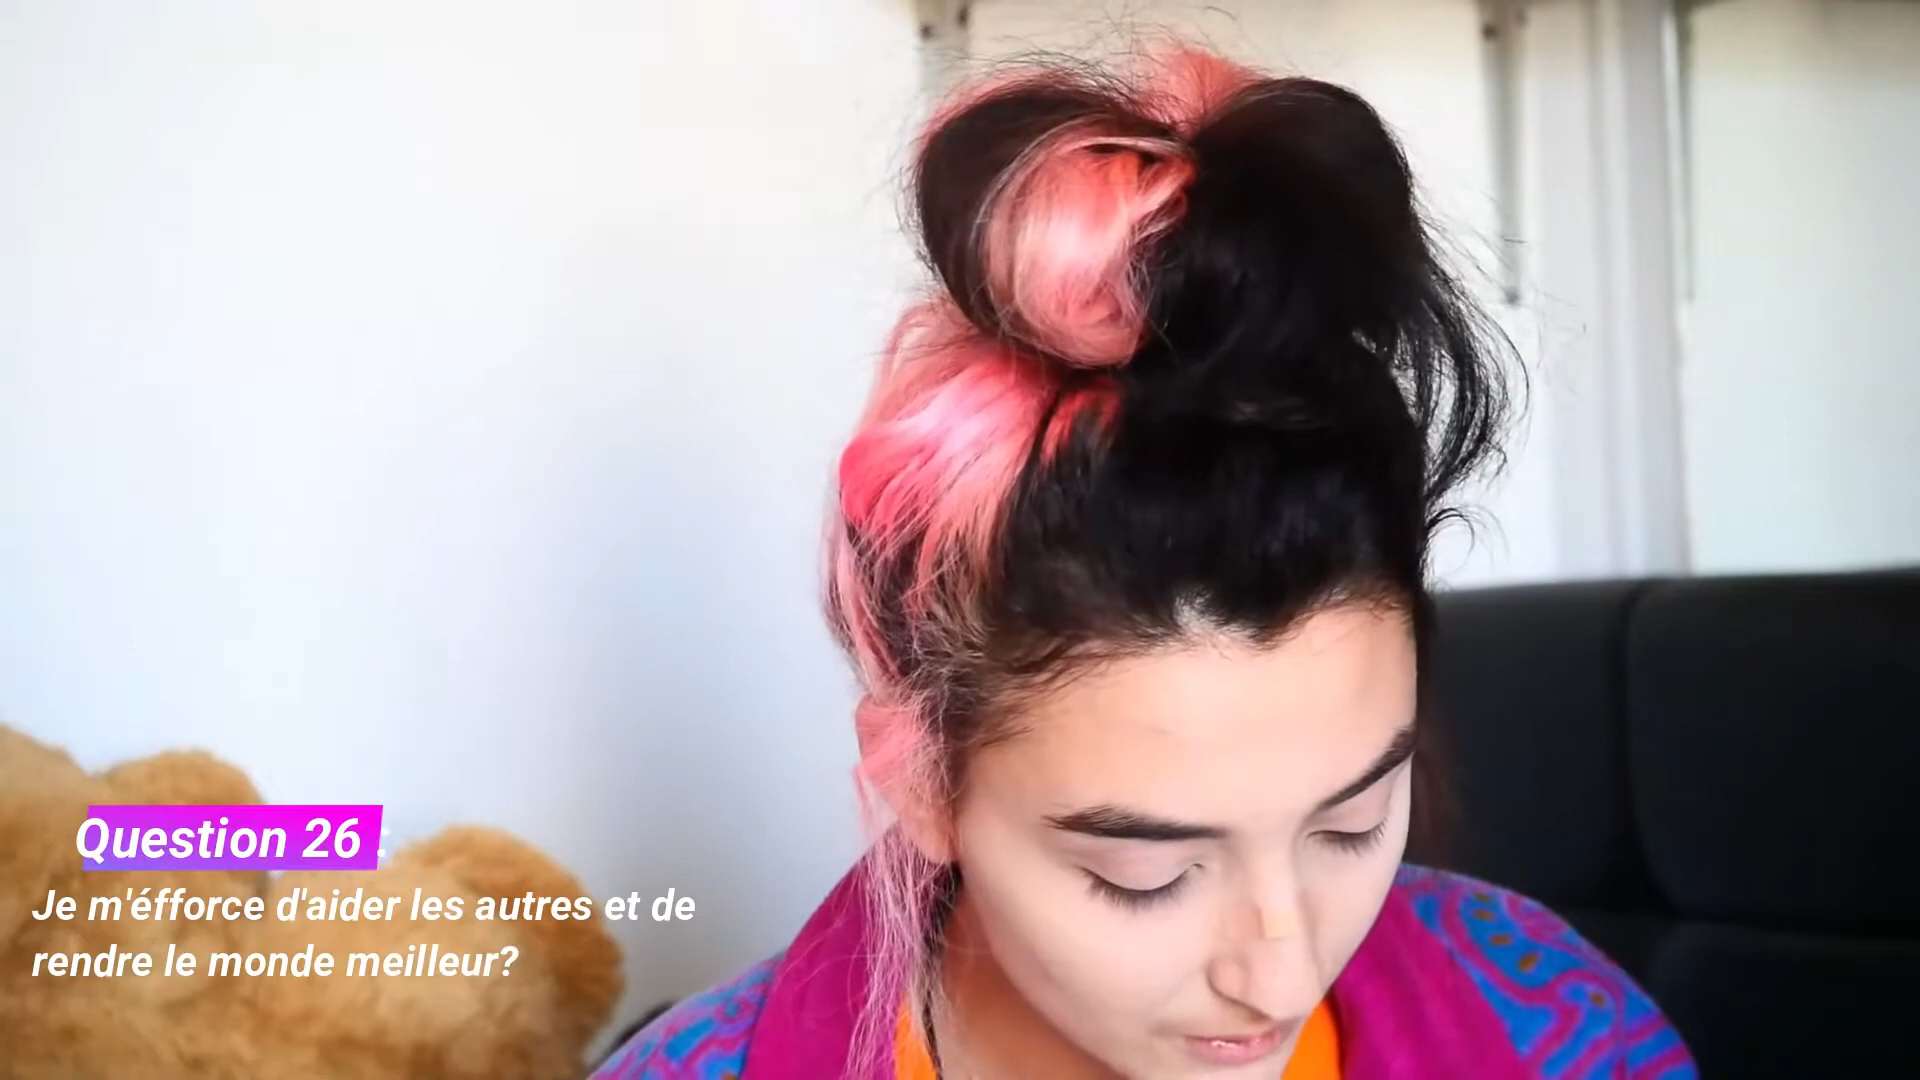 Question 26 :
Je m'éfforce d'aider les autres et de
rendre le monde meilleur?